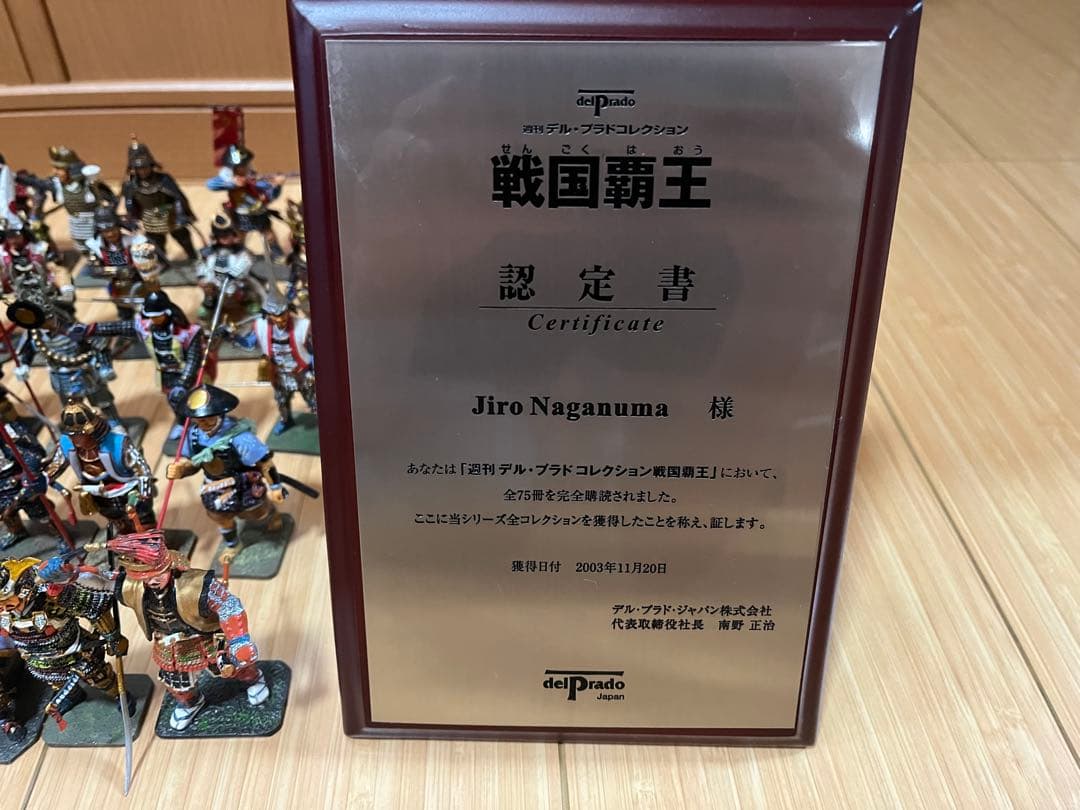 delPrado
週刊 デル・プラドコレクション
せん ごく は おう
戦国覇王
認定書
Certificate
Jiro Naganuma 様
あなたは「週刊 デル・プラド コレクション戦国覇王」において、
全75冊を完全購読されました。
ここに当シリーズ全コレクションを獲得したことを称え、証します。
獲得日付 2003年11月20日
デル・プラド・ジャパン株式会社
代表取締役社長 南野 正治
delPrado
Japan